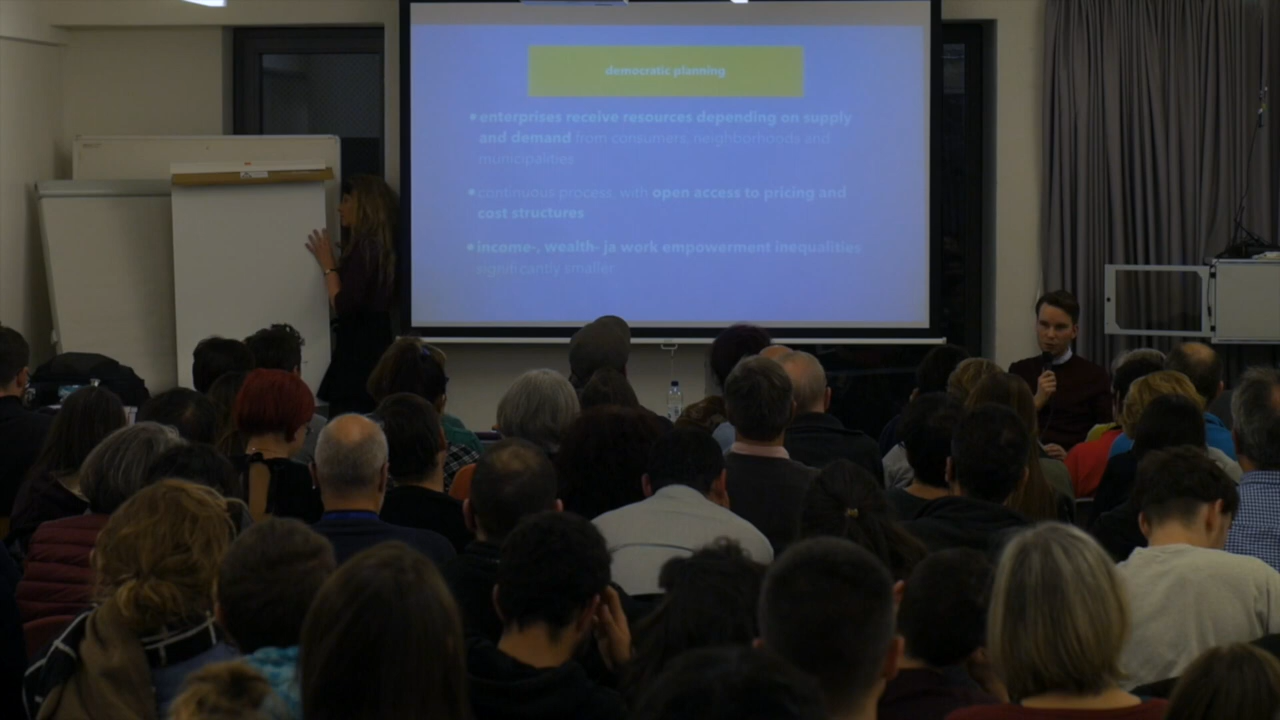 democratic planning
• enterprises receive resources depending on supply
and demand from consumers, neighborhoods and
municipalities
• continuous process, with open access to pricing and
cost structures
• income-, wealth- ja work empowerment inequalities
significantly smaller